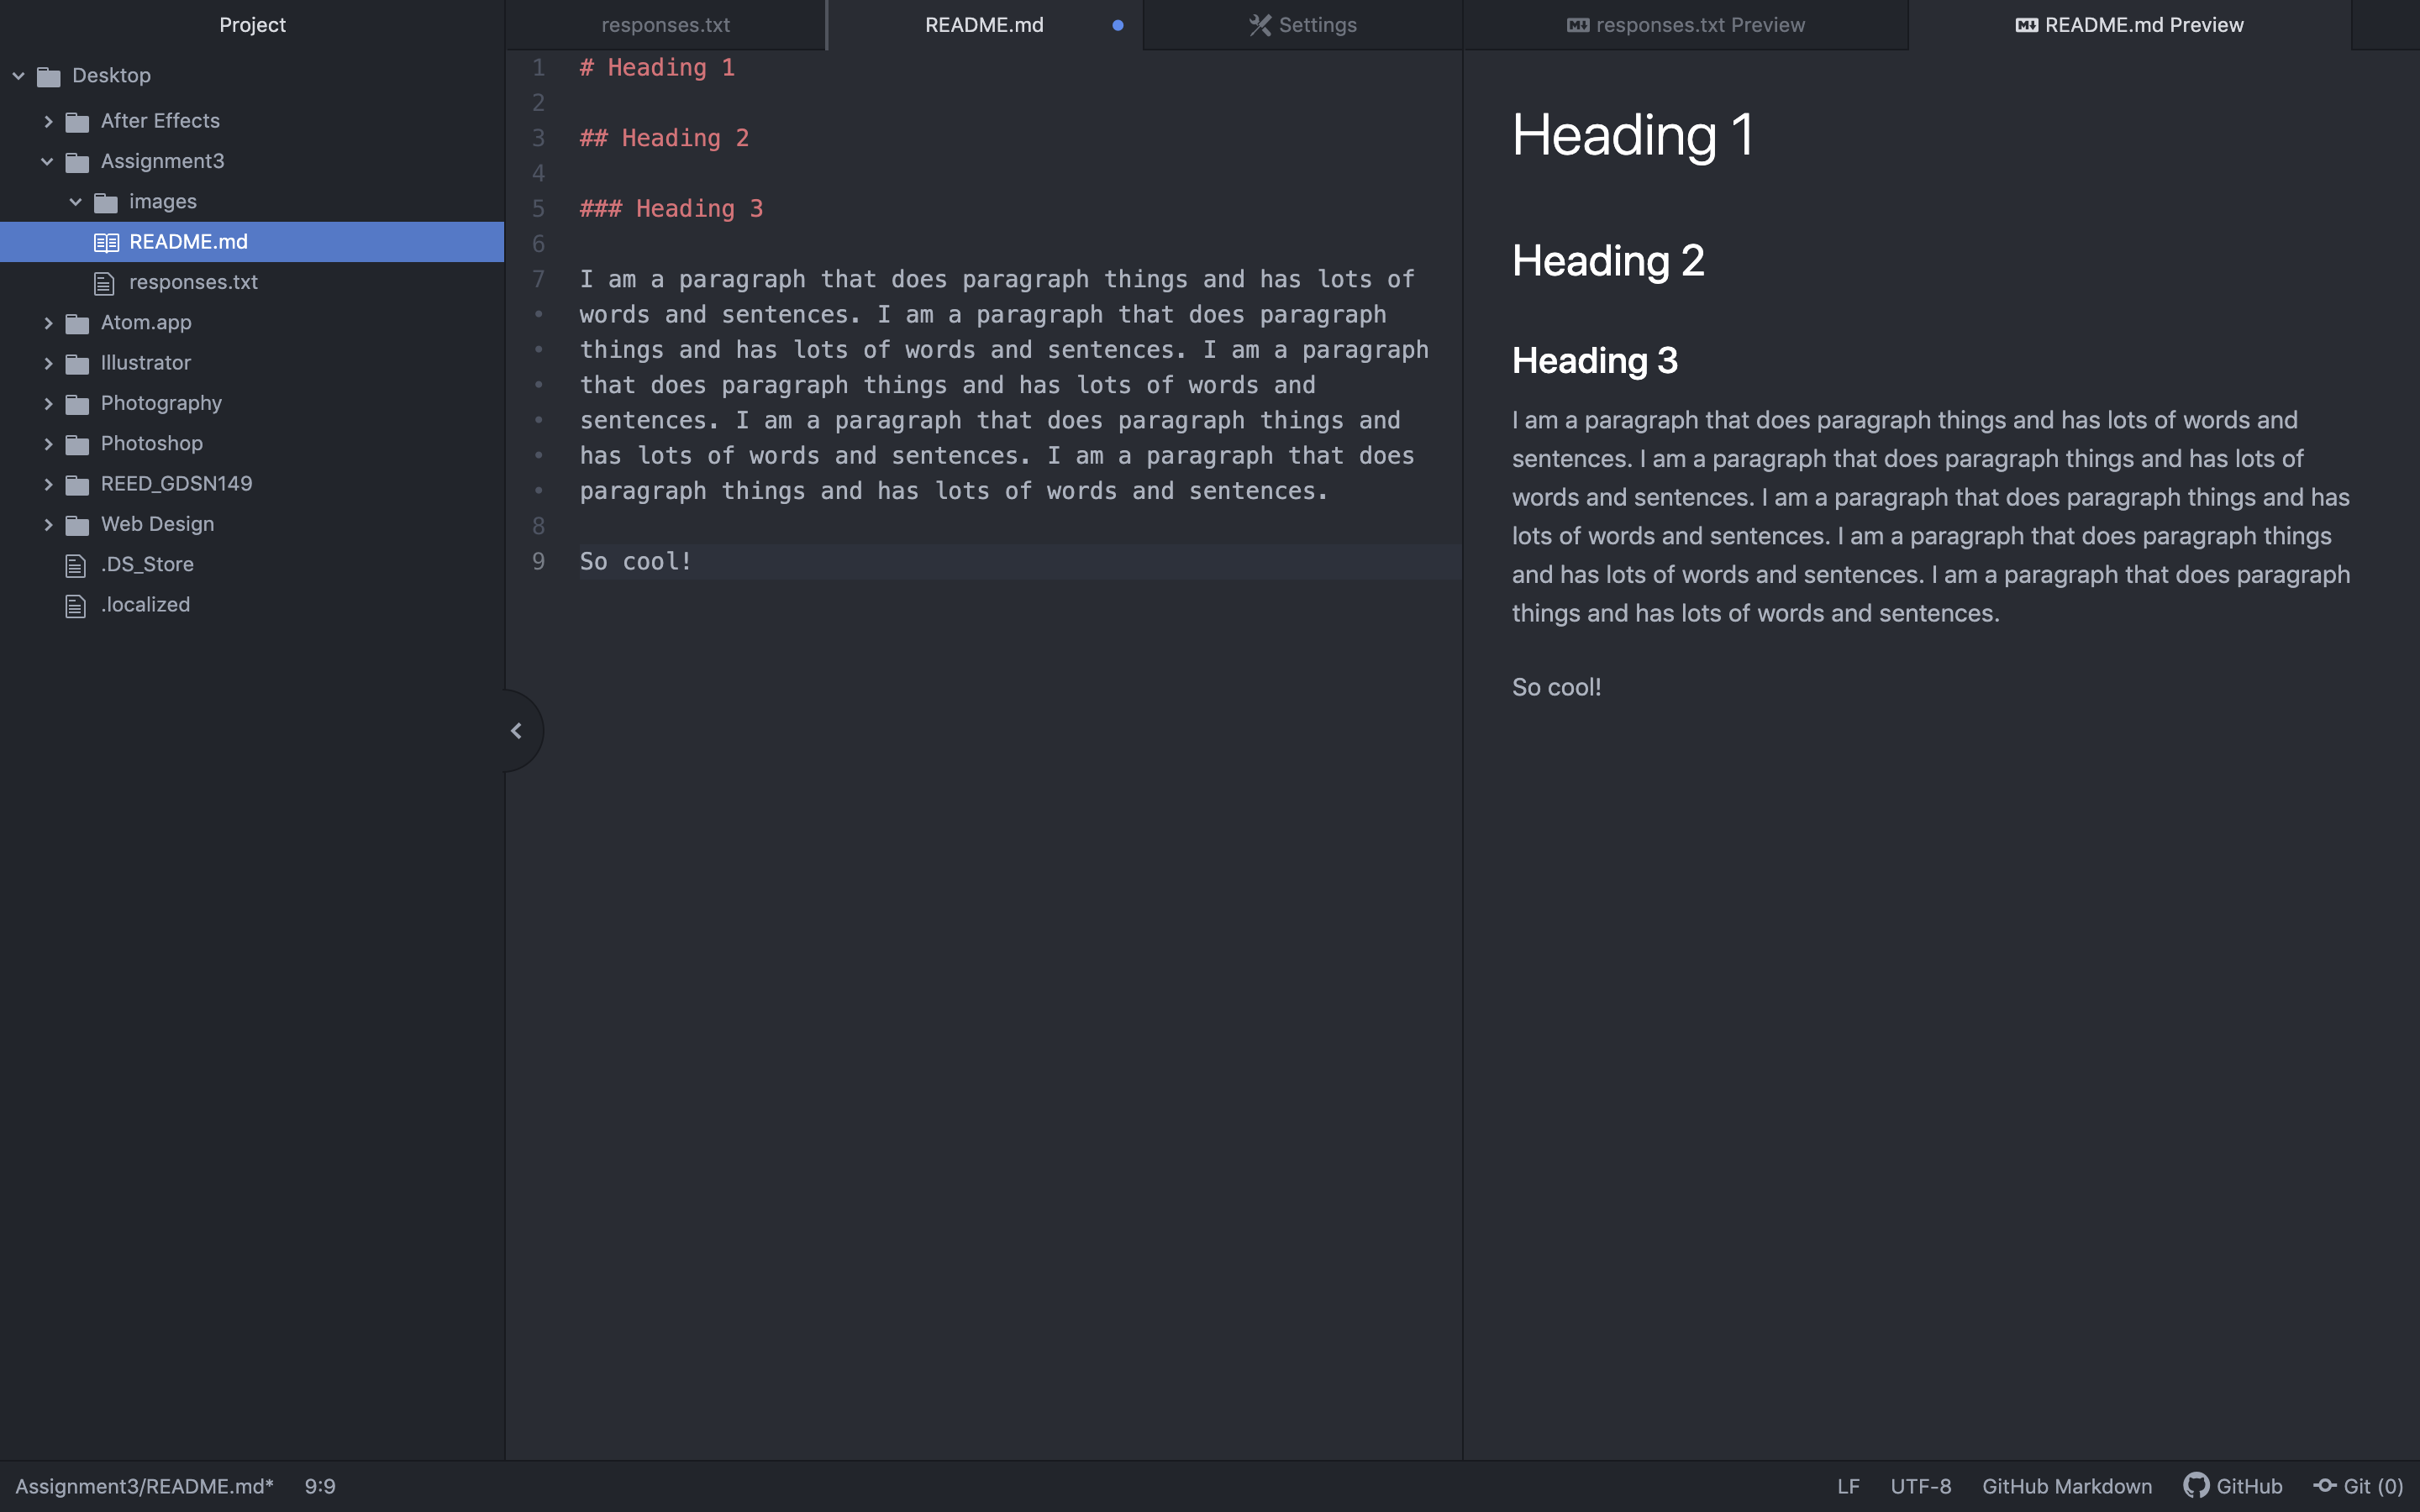 Project
Desktop
After Effects
Assignment3
images
README.md
responses.txt
Atom.app
Illustrator
Photography
Photoshop
REED_GDSN149
Web Design
.DS_Store
.localized
responses.txt
README.md
Settings
1 # Heading 1
2
3 ## Heading 2
4
5 ### Heading 3
6
7 I am a paragraph that does paragraph things and has lots of
words and sentences. I am a paragraph that does paragraph
things and has lots of words and sentences. I am a paragraph
that does paragraph things and has lots of words and
sentences. I am a paragraph that does paragraph things and
has lots of words and sentences. I am a paragraph that does
paragraph things and has lots of words and sentences.
8
9 So cool!
responses.txt Preview
README.md Preview
Heading 1
Heading 2
Heading 3
I am a paragraph that does paragraph things and has lots of words and
sentences. I am a paragraph that does paragraph things and has lots of
words and sentences. I am a paragraph that does paragraph things and has
lots of words and sentences. I am a paragraph that does paragraph things
and has lots of words and sentences. I am a paragraph that does paragraph
things and has lots of words and sentences.
So cool!
Assignment3/README.md* 9:9
LF UTF-8 GitHub Markdown GitHub Git (0)